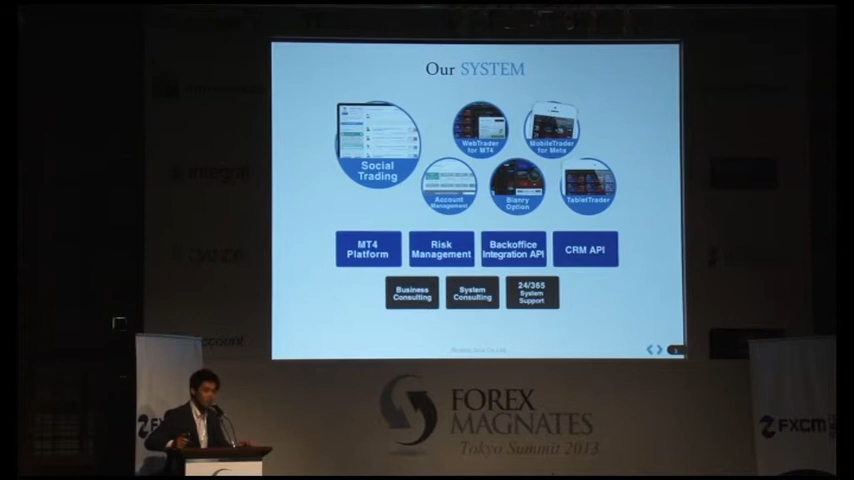 Our SYSTEM
Social
Trading
WebTrader
for MT4
MobileTrader
for Meta
Account
Management
Bianry
Option
TabletTrader
MT4
Platform
Risk
Management
Backoffice
Integration API
CRM API
Business
Consulting
System
Consulting
24/365
System
Support
FOREX
MAGNATES
Tokyo Summit 2013
FXCM
integral
account